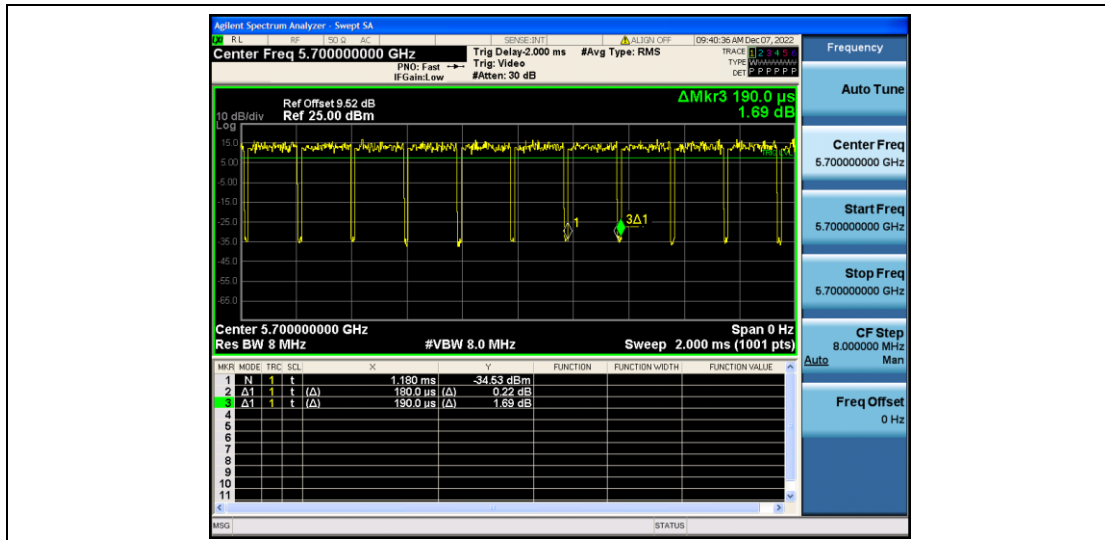 Agilent Spectrum Analyzer - Swept SA
RL RF 50 Ω AC SENSE:INT ALIGN OFF 09:40:36 AM Dec 07, 2022
Center Freq 5.700000000 GHz
PNO: Fast
IFGain:Low
Trig Delay-2.000 ms
Trig: Video
#Atten: 30 dB
#Avg Type: RMS
TRACE 1 2 3 4 5 6
TYPE WWWWWW
DET P P P P P P
Ref Offset 9.52 dB
10 dB/div Ref 25.00 dBm
Log
ΔMkr3 190.0 µs
1.69 dB
15.0
5.00
-5.00
-15.0
-25.0
-35.0
-45.0
-55.0
-65.0
1
3Δ1
Center 5.700000000 GHz Span 0 Hz
Res BW 8 MHz #VBW 8.0 MHz Sweep 2.000 ms (1001 pts)
MKR MODE TRC SCL X Y FUNCTION FUNCTION WIDTH FUNCTION VALUE
1 N 1 t 1.180 ms -34.53 dBm
2 Δ1 1 t (Δ) 180.0 µs (Δ) 0.22 dB
3 Δ1 1 t (Δ) 190.0 µs (Δ) 1.69 dB
4
5
6
7
8
9
10
11
MSG STATUS
Frequency
Auto Tune
Center Freq
5.700000000 GHz
Start Freq
5.700000000 GHz
Stop Freq
5.700000000 GHz
CF Step
8.000000 MHz
Auto Man
Freq Offset
0 Hz